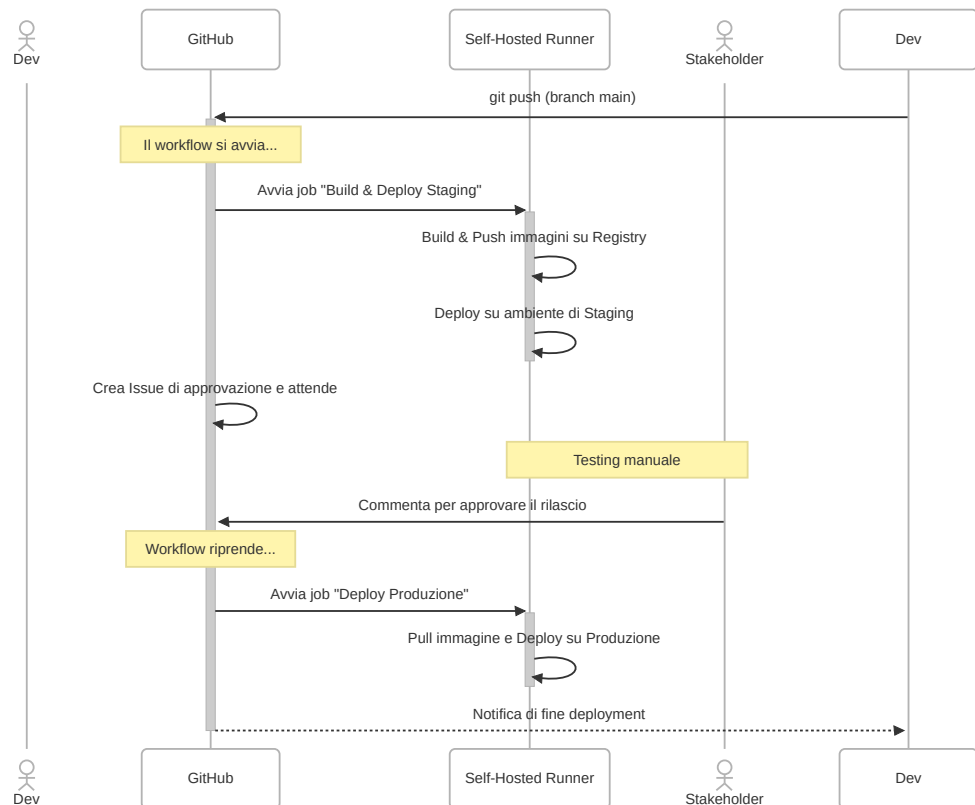 Dev
GitHub
Self-Hosted Runner
Stakeholder
Dev
git push (branch main)
Il workflow si avvia...
Avvia job "Build & Deploy Staging"
Build & Push immagini su Registry
Deploy su ambiente di Staging
Crea Issue di approvazione e attende
Testing manuale
Commenta per approvare il rilascio
Workflow riprende...
Avvia job "Deploy Produzione"
Pull immagine e Deploy su Produzione
Notifica di fine deployment
Dev
GitHub
Self-Hosted Runner
Stakeholder
Dev